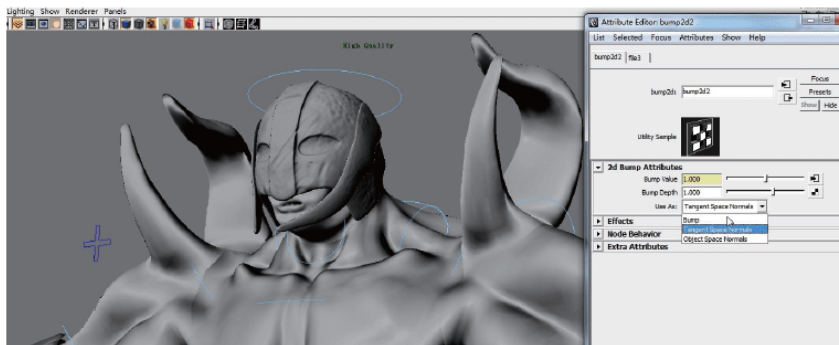 Lighting Show Renderer Panels
High Quality
Attribute Editor: bump2d2
List Selected Focus Attributes Show Help
bump2d2 file3
bump2d: bump2d2
Focus
Presets
Show Hide
Utility Sample
2d Bump Attributes
Bump Value 1.000
Bump Depth 1.000
Use As: Tangent Space Normals
Bump
Tangent Space Normals
Object Space Normals
Effects
Node Behavior
Extra Attributes